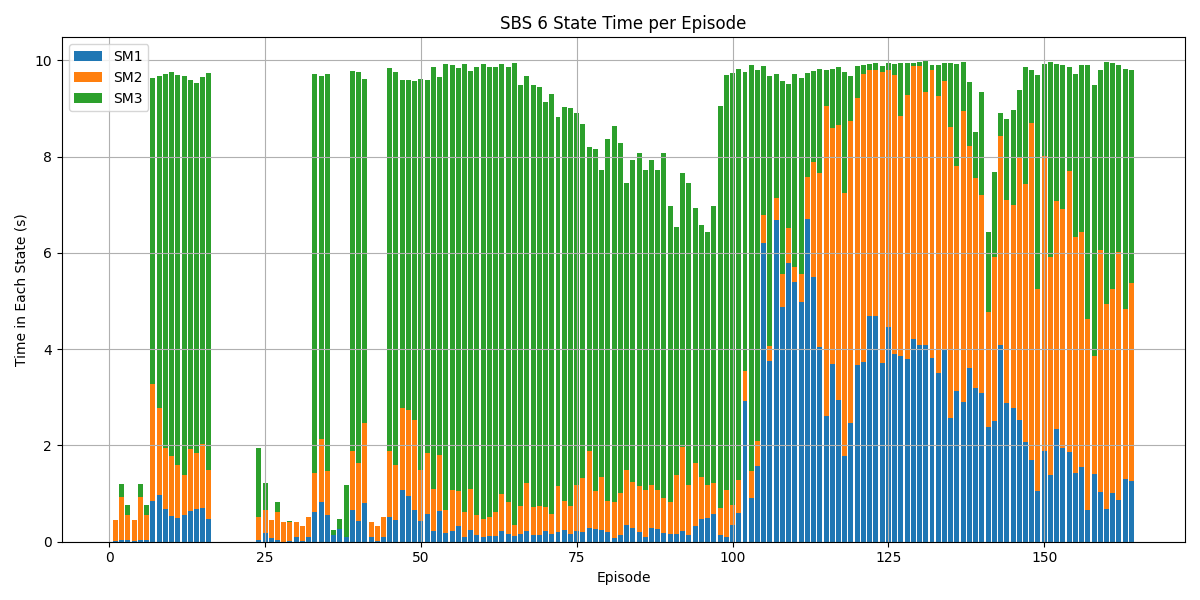 SBS 6 State Time per Episode
SM1
SM2
SM3
Time in Each State (s)
10
8
6
4
2
0
0 25 50 75 100 125 150
Episode